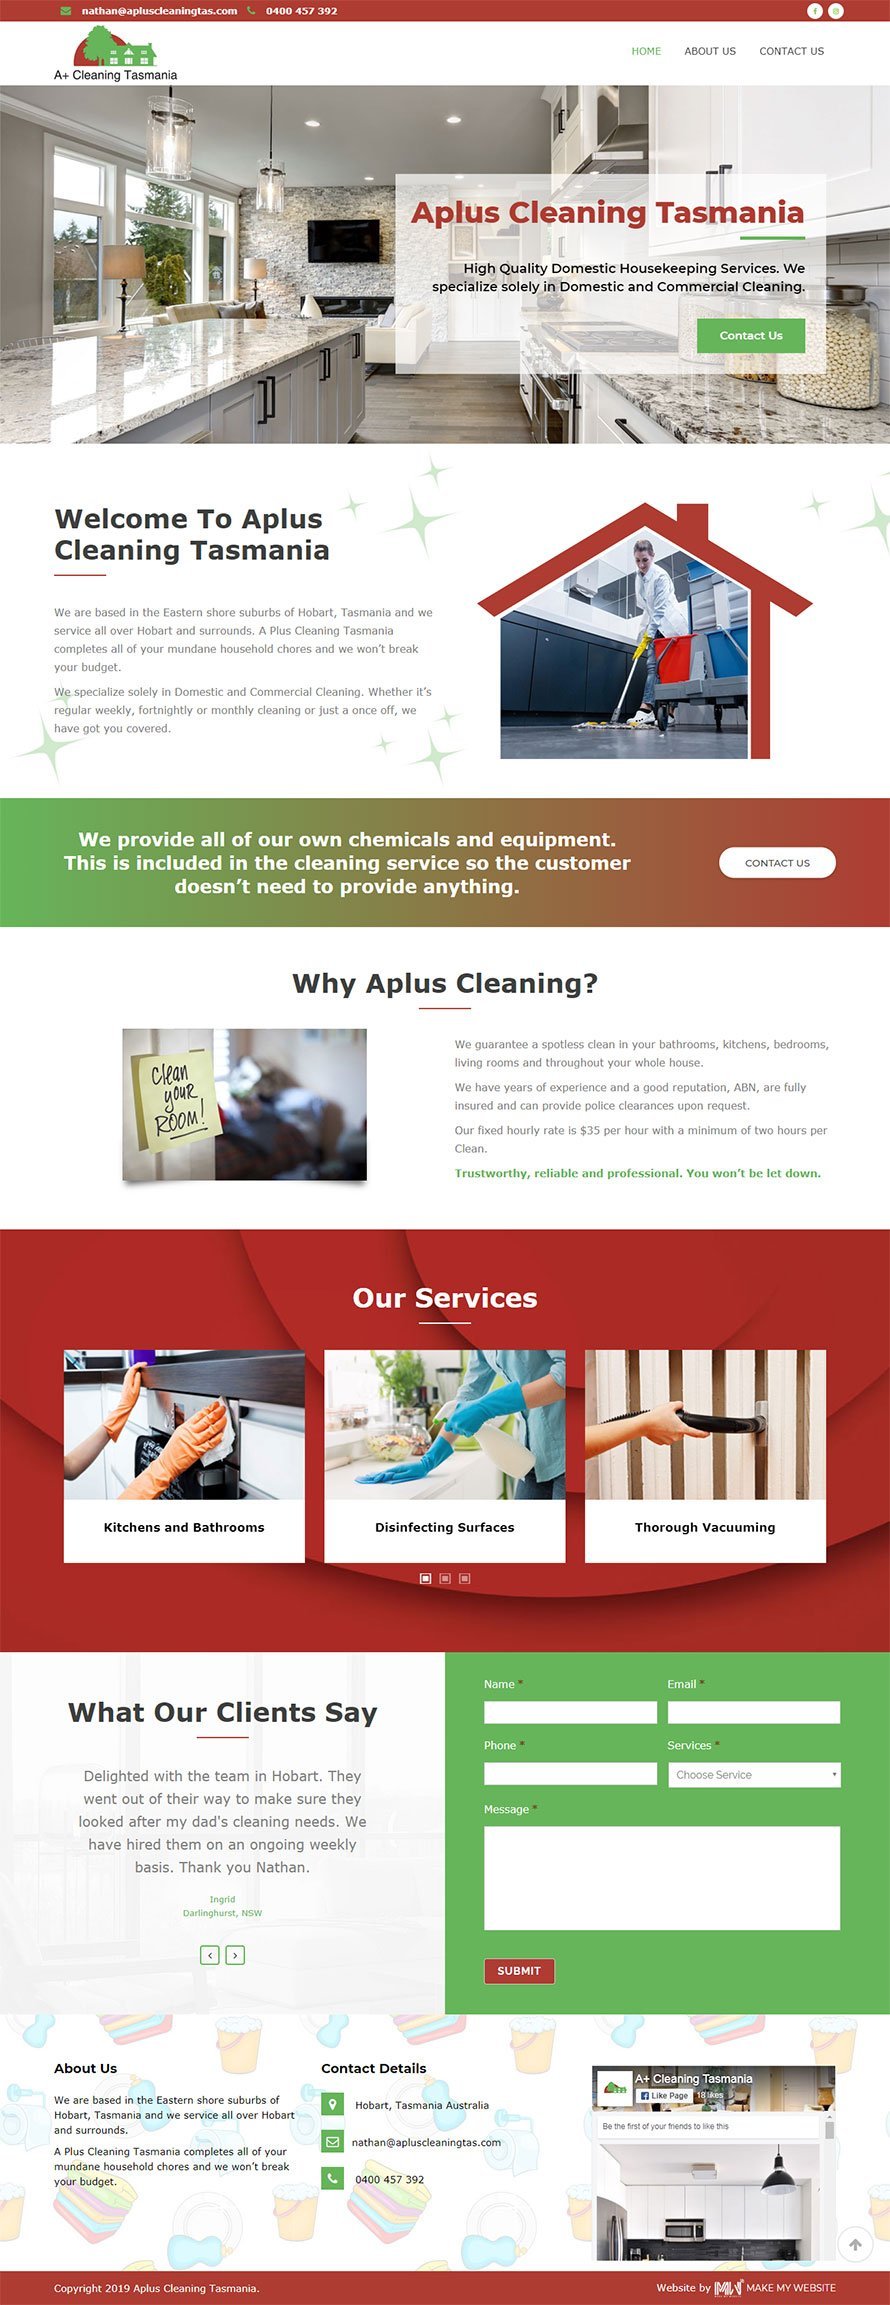 nathan@apluscleaningtas.com 0400 457 392
A+ Cleaning Tasmania
HOME ABOUT US CONTACT US
Aplus Cleaning Tasmania
High Quality Domestic Housekeeping Services. We
specialize solely in Domestic and Commercial Cleaning.
Contact Us
Welcome To Aplus
Cleaning Tasmania
We are based in the Eastern shore suburbs of Hobart, Tasmania and we
service all over Hobart and surrounds. A Plus Cleaning Tasmania
completes all of your mundane household chores and we won’t break
your budget.
We specialize solely in Domestic and Commercial Cleaning. Whether it’s
regular weekly, fortnightly or monthly cleaning or just a once off, we
have got you covered.
We provide all of our own chemicals and equipment.
This is included in the cleaning service so the customer
doesn’t need to provide anything.
CONTACT US
Why Aplus Cleaning?
Clean
your
ROOM!
We guarantee a spotless clean in your bathrooms, kitchens, bedrooms,
living rooms and throughout your whole house.
We have years of experience and a good reputation, ABN, are fully
insured and can provide police clearances upon request.
Our fixed hourly rate is $35 per hour with a minimum of two hours per
Clean.
Trustworthy, reliable and professional. You won’t be let down.
Our Services
Kitchens and Bathrooms
Disinfecting Surfaces
Thorough Vacuuming
What Our Clients Say
Delighted with the team in Hobart. They
went out of their way to make sure they
looked after my dad's cleaning needs. We
have hired them on an ongoing weekly
basis. Thank you Nathan.
Ingrid
Darlinghurst, NSW
Name * Email *
Phone * Services *
Choose Service
Message *
SUBMIT
About Us
We are based in the Eastern shore suburbs of
Hobart, Tasmania and we service all over Hobart
and surrounds.
A Plus Cleaning Tasmania completes all of your
mundane household chores and we won’t break
your budget.
Contact Details
Hobart, Tasmania Australia
nathan@apluscleaningtas.com
0400 457 392
A+ Cleaning Tasmania
Like Page 18 likes
Be the first of your friends to like this
Copyright 2019 Aplus Cleaning Tasmania.
Website by MAKE MY WEBSITE